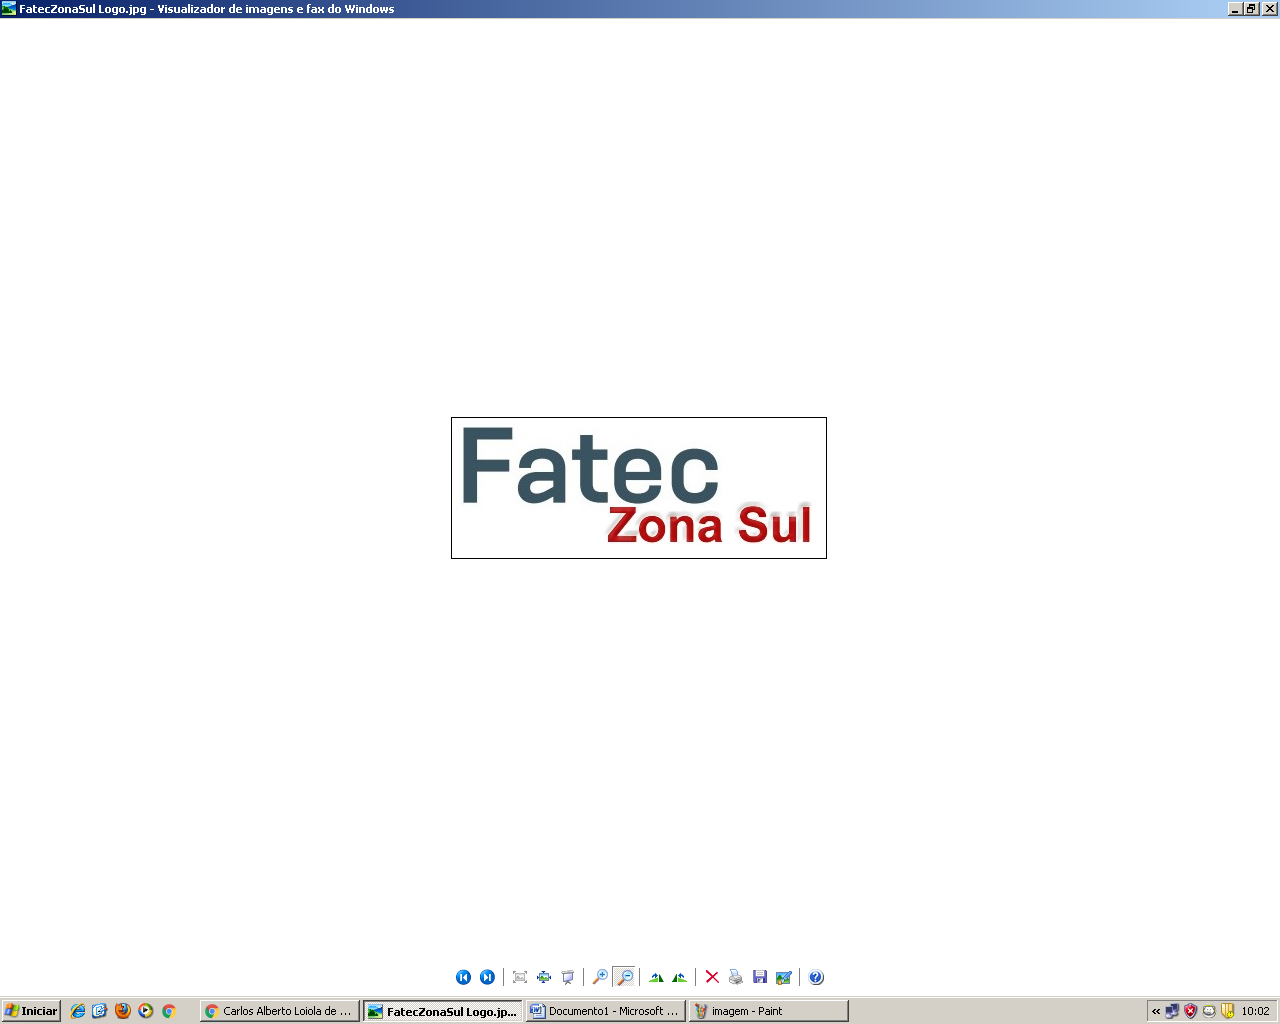 FatecZonaSul Logo.jpg - Visualizador de imagens e fax do Windows
Fatec
Zona Sul
Iniciar
Carlos Alberto Loiola de ...
FatecZonaSul Logo.jp...
Documento1 - Microsoft ...
imagem - Paint
10:02